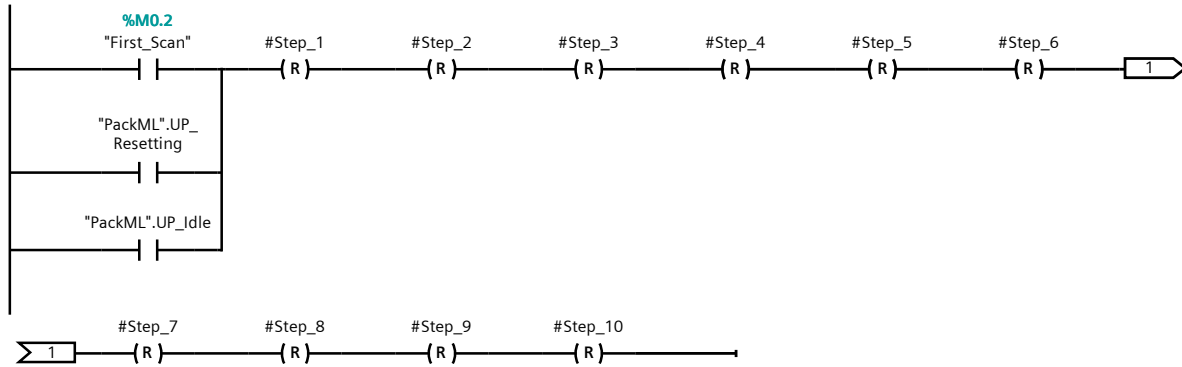 %M0.2
"First_Scan"
#Step_1
#Step_2
#Step_3
#Step_4
#Step_5
#Step_6
( R )
( R )
( R )
( R )
( R )
( R )
1
"PackML".UP_
Resetting
"PackML".UP_Idle
#Step_7
#Step_8
#Step_9
#Step_10
1
( R )
( R )
( R )
( R )